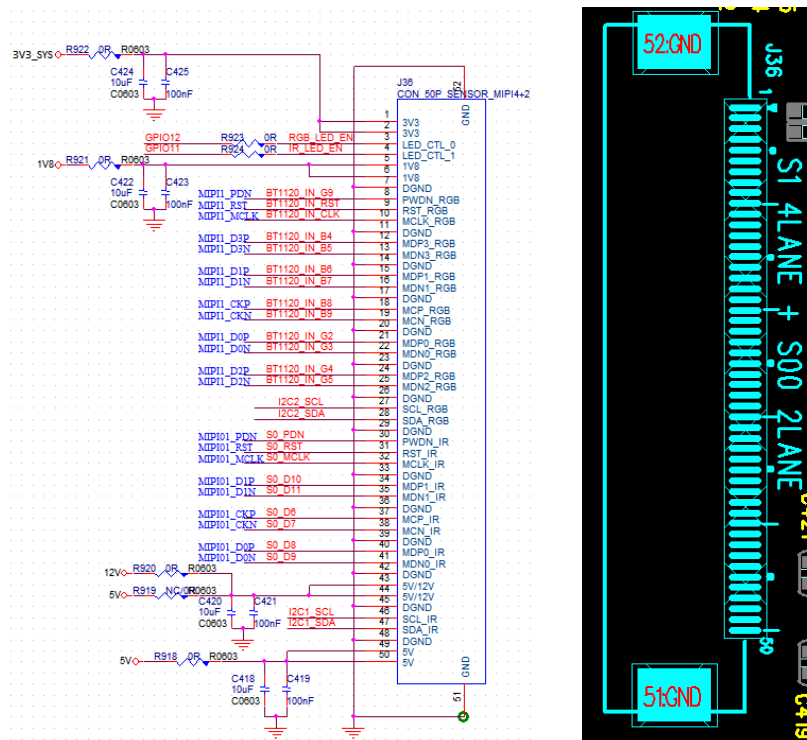 3V3_SYS R922 0R R0603
C424 C425
10uF
C0603 100nF
J36
CON_50P_SENSOR_MIPI4+2
52
GND
1 3V3
2 3V3
GPIO12 R923 0R RGB_LED_EN 3 LED_CTL_0
GPIO11 R924 0R IR_LED_EN 4 LED_CTL_1
1V8 R921 0R R0603 5 1V8
6 1V8
C422 C423
10uF
C0603 100nF
7 DGND
MIPI1_PDN BT1120_IN_G9 8 PWDN_RGB
MIPI1_RST BT1120_IN_RST 9 RST_RGB
MIPI1_MCLK BT1120_IN_CLK 10 MCLK_RGB
11 DGND
MIPI1_D3P BT1120_IN_B4 12 MDP3_RGB
MIPI1_D3N BT1120_IN_B5 13 MDN3_RGB
14 DGND
MIPI1_D1P BT1120_IN_B6 15 MDP1_RGB
MIPI1_D1N BT1120_IN_B7 16 MDN1_RGB
17 DGND
MIPI1_CKP BT1120_IN_B8 18 MCP_RGB
MIPI1_CKN BT1120_IN_B9 19 MCN_RGB
20 DGND
MIPI1_D0P BT1120_IN_G2 21 MDP0_RGB
MIPI1_D0N BT1120_IN_G3 22 MDN0_RGB
23 DGND
MIPI1_D2P BT1120_IN_G4 24 MDP2_RGB
MIPI1_D2N BT1120_IN_G5 25 MDN2_RGB
26 DGND
I2C2_SCL 27 SCL_RGB
I2C2_SDA 28 SDA_RGB
29 DGND
MIPI01_PDN S0_PDN 30 PWDN_IR
MIPI01_RST S0_RST 31 RST_IR
MIPI01_MCLK S0_MCLK 32 MCLK_IR
33 DGND
MIPI01_D1P S0_D10 34 MDP1_IR
MIPI01_D1N S0_D11 35 MDN1_IR
36 DGND
MIPI01_CKP S0_D6 37 MCP_IR
MIPI01_CKN S0_D7 38 MCN_IR
39 DGND
MIPI01_D0P S0_D8 40 MDP0_IR
MIPI01_D0N S0_D9 41 MDN0_IR
42 DGND
12V R920 0R R0603 43 5V/12V
5V R919 NC/0R R0603 44 5V/12V
C420 C421
10uF
C0603 100nF
45 DGND
I2C1_SCL 46 SCL_IR
I2C1_SDA 47 SDA_IR
48 DGND
49 5V
5V R918 0R R0603 50 5V
C418 C419
10uF
C0603 100nF
GND
51
52:GND
J36
1
S1 4LANE + S00 2LANE
50
51:GND
C421
C419